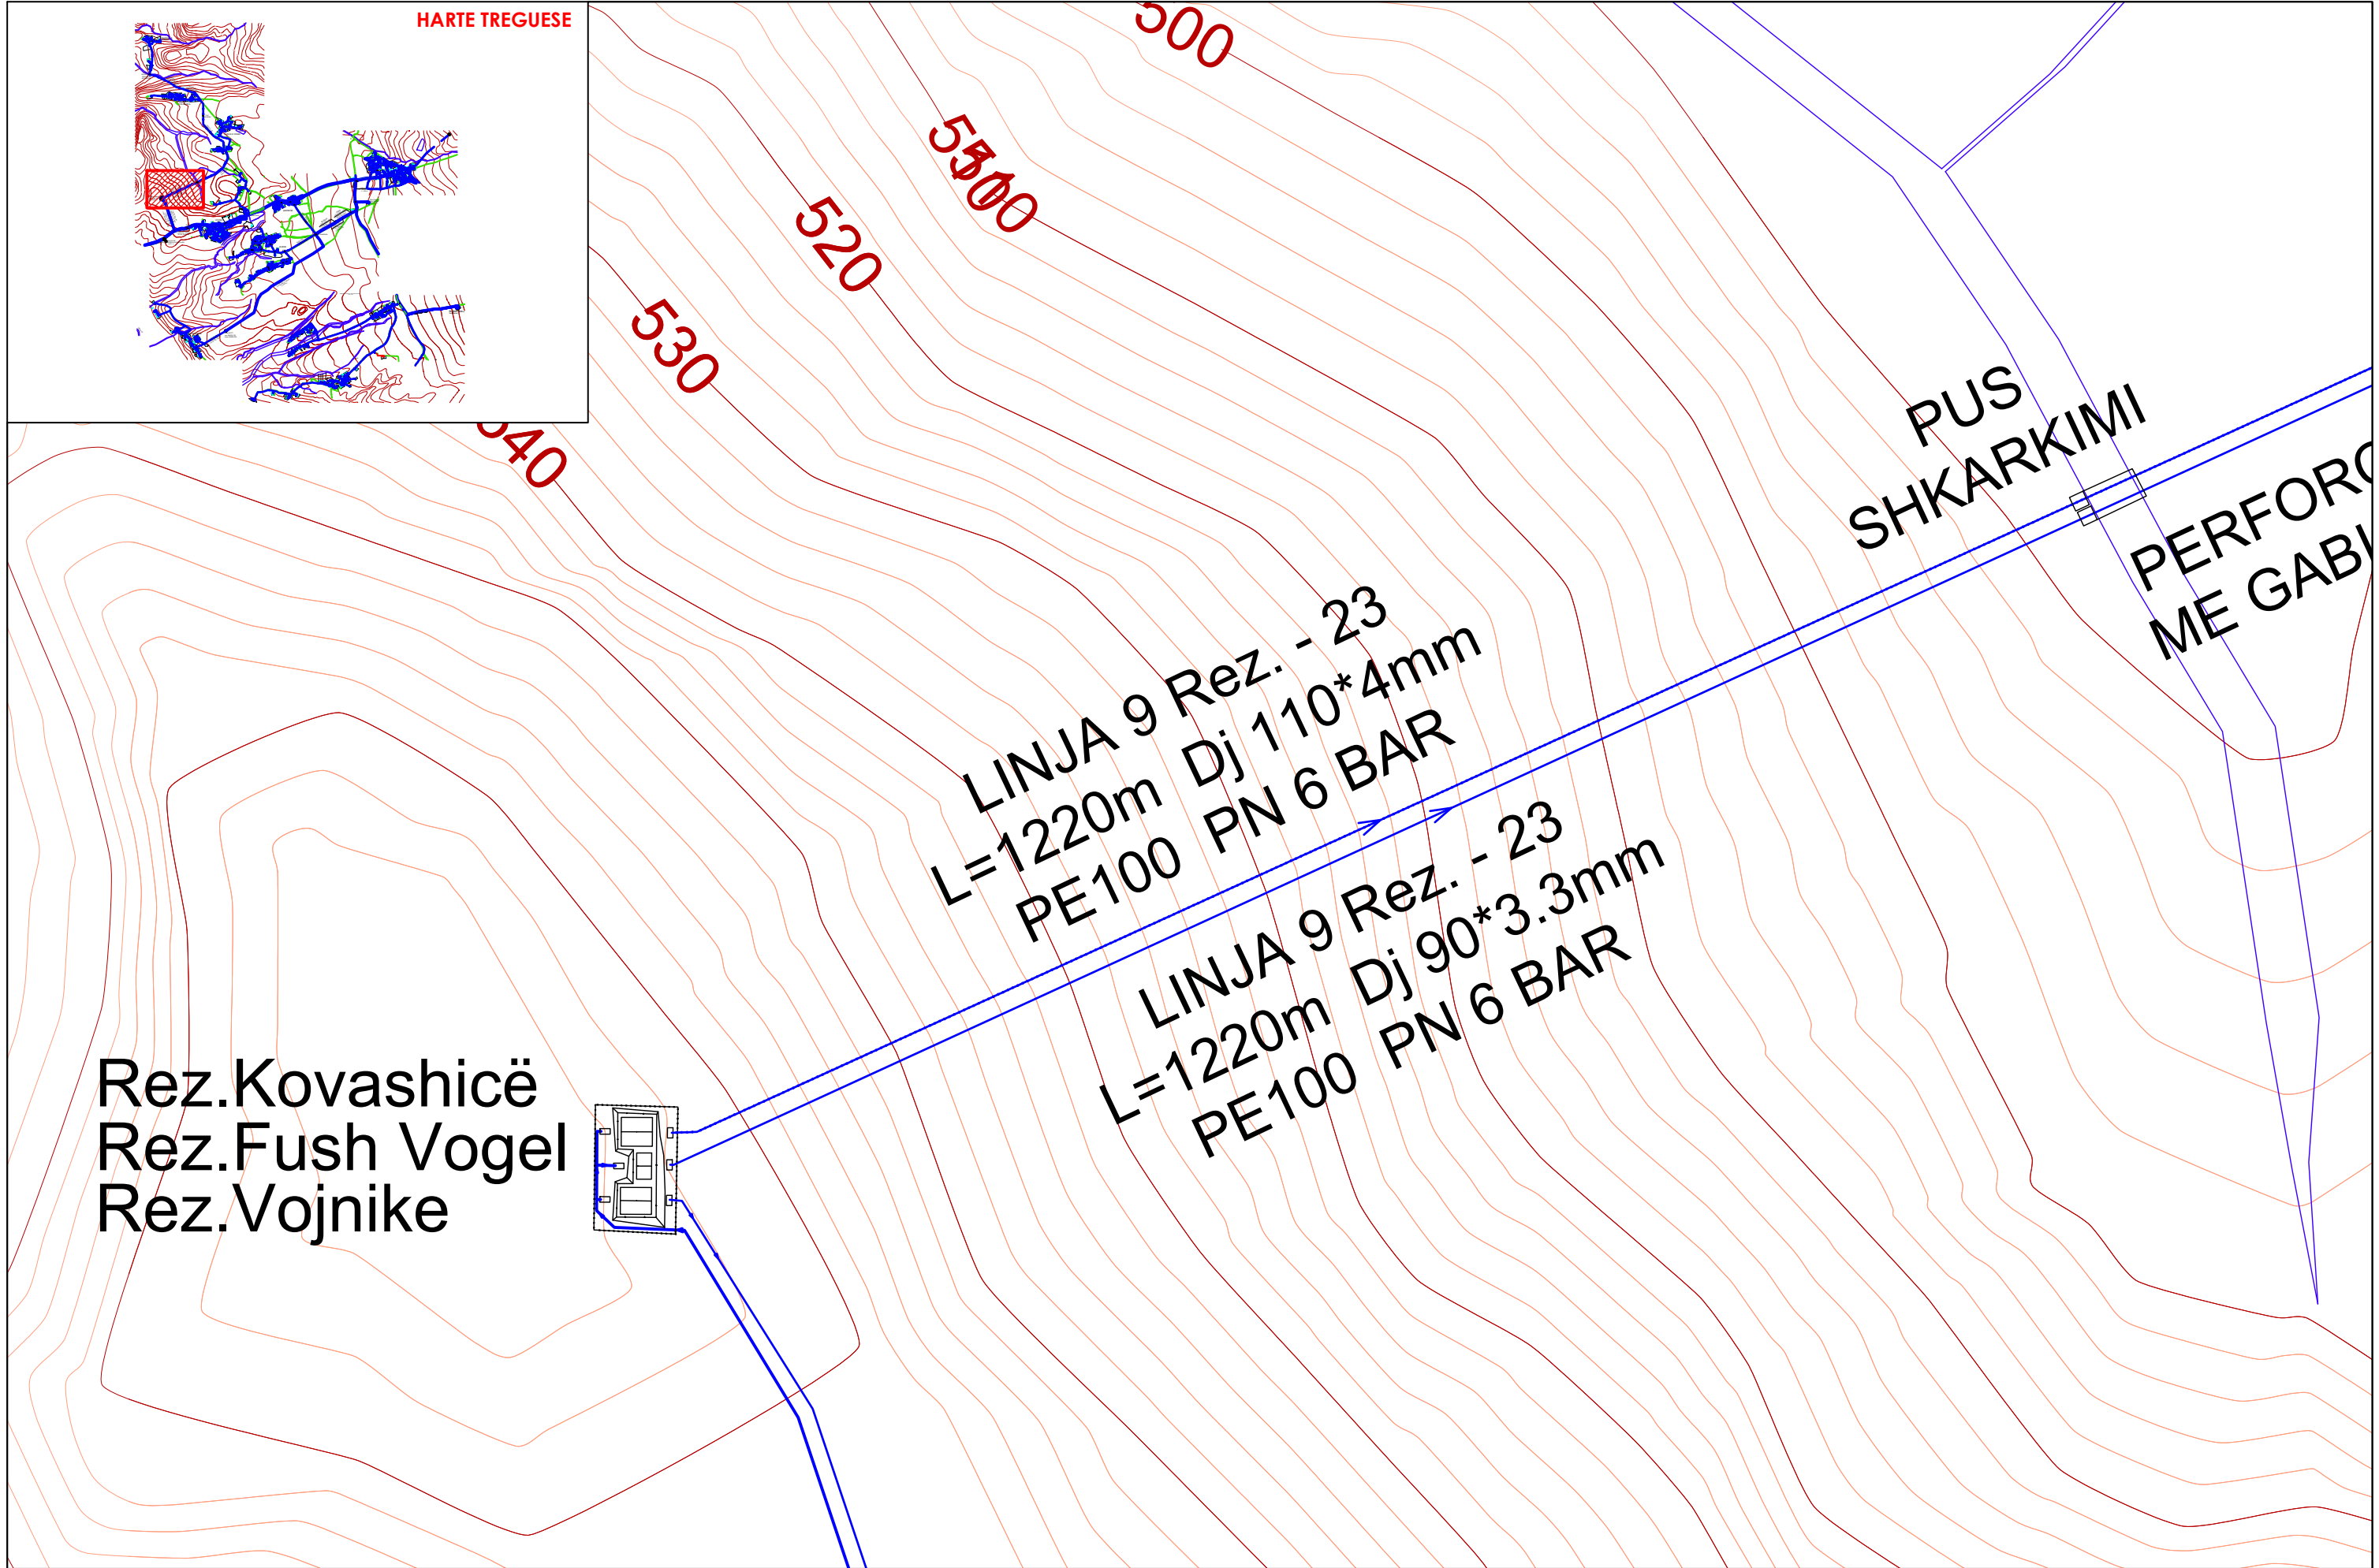 HARTE TREGUESE
500
510
520
530
540
PUS
SHKARKIMI
ME
LINJA 9 Rez. - 23
L=1220m Dj 110*4mm
PE100 PN 6 BAR
LINJA 9 Rez. - 23
L=1220m Dj 90*3.3mm
PE100 PN 6 BAR
Rez.Kovashicë
Rez.Fush Vogel
Rez.Vojnike